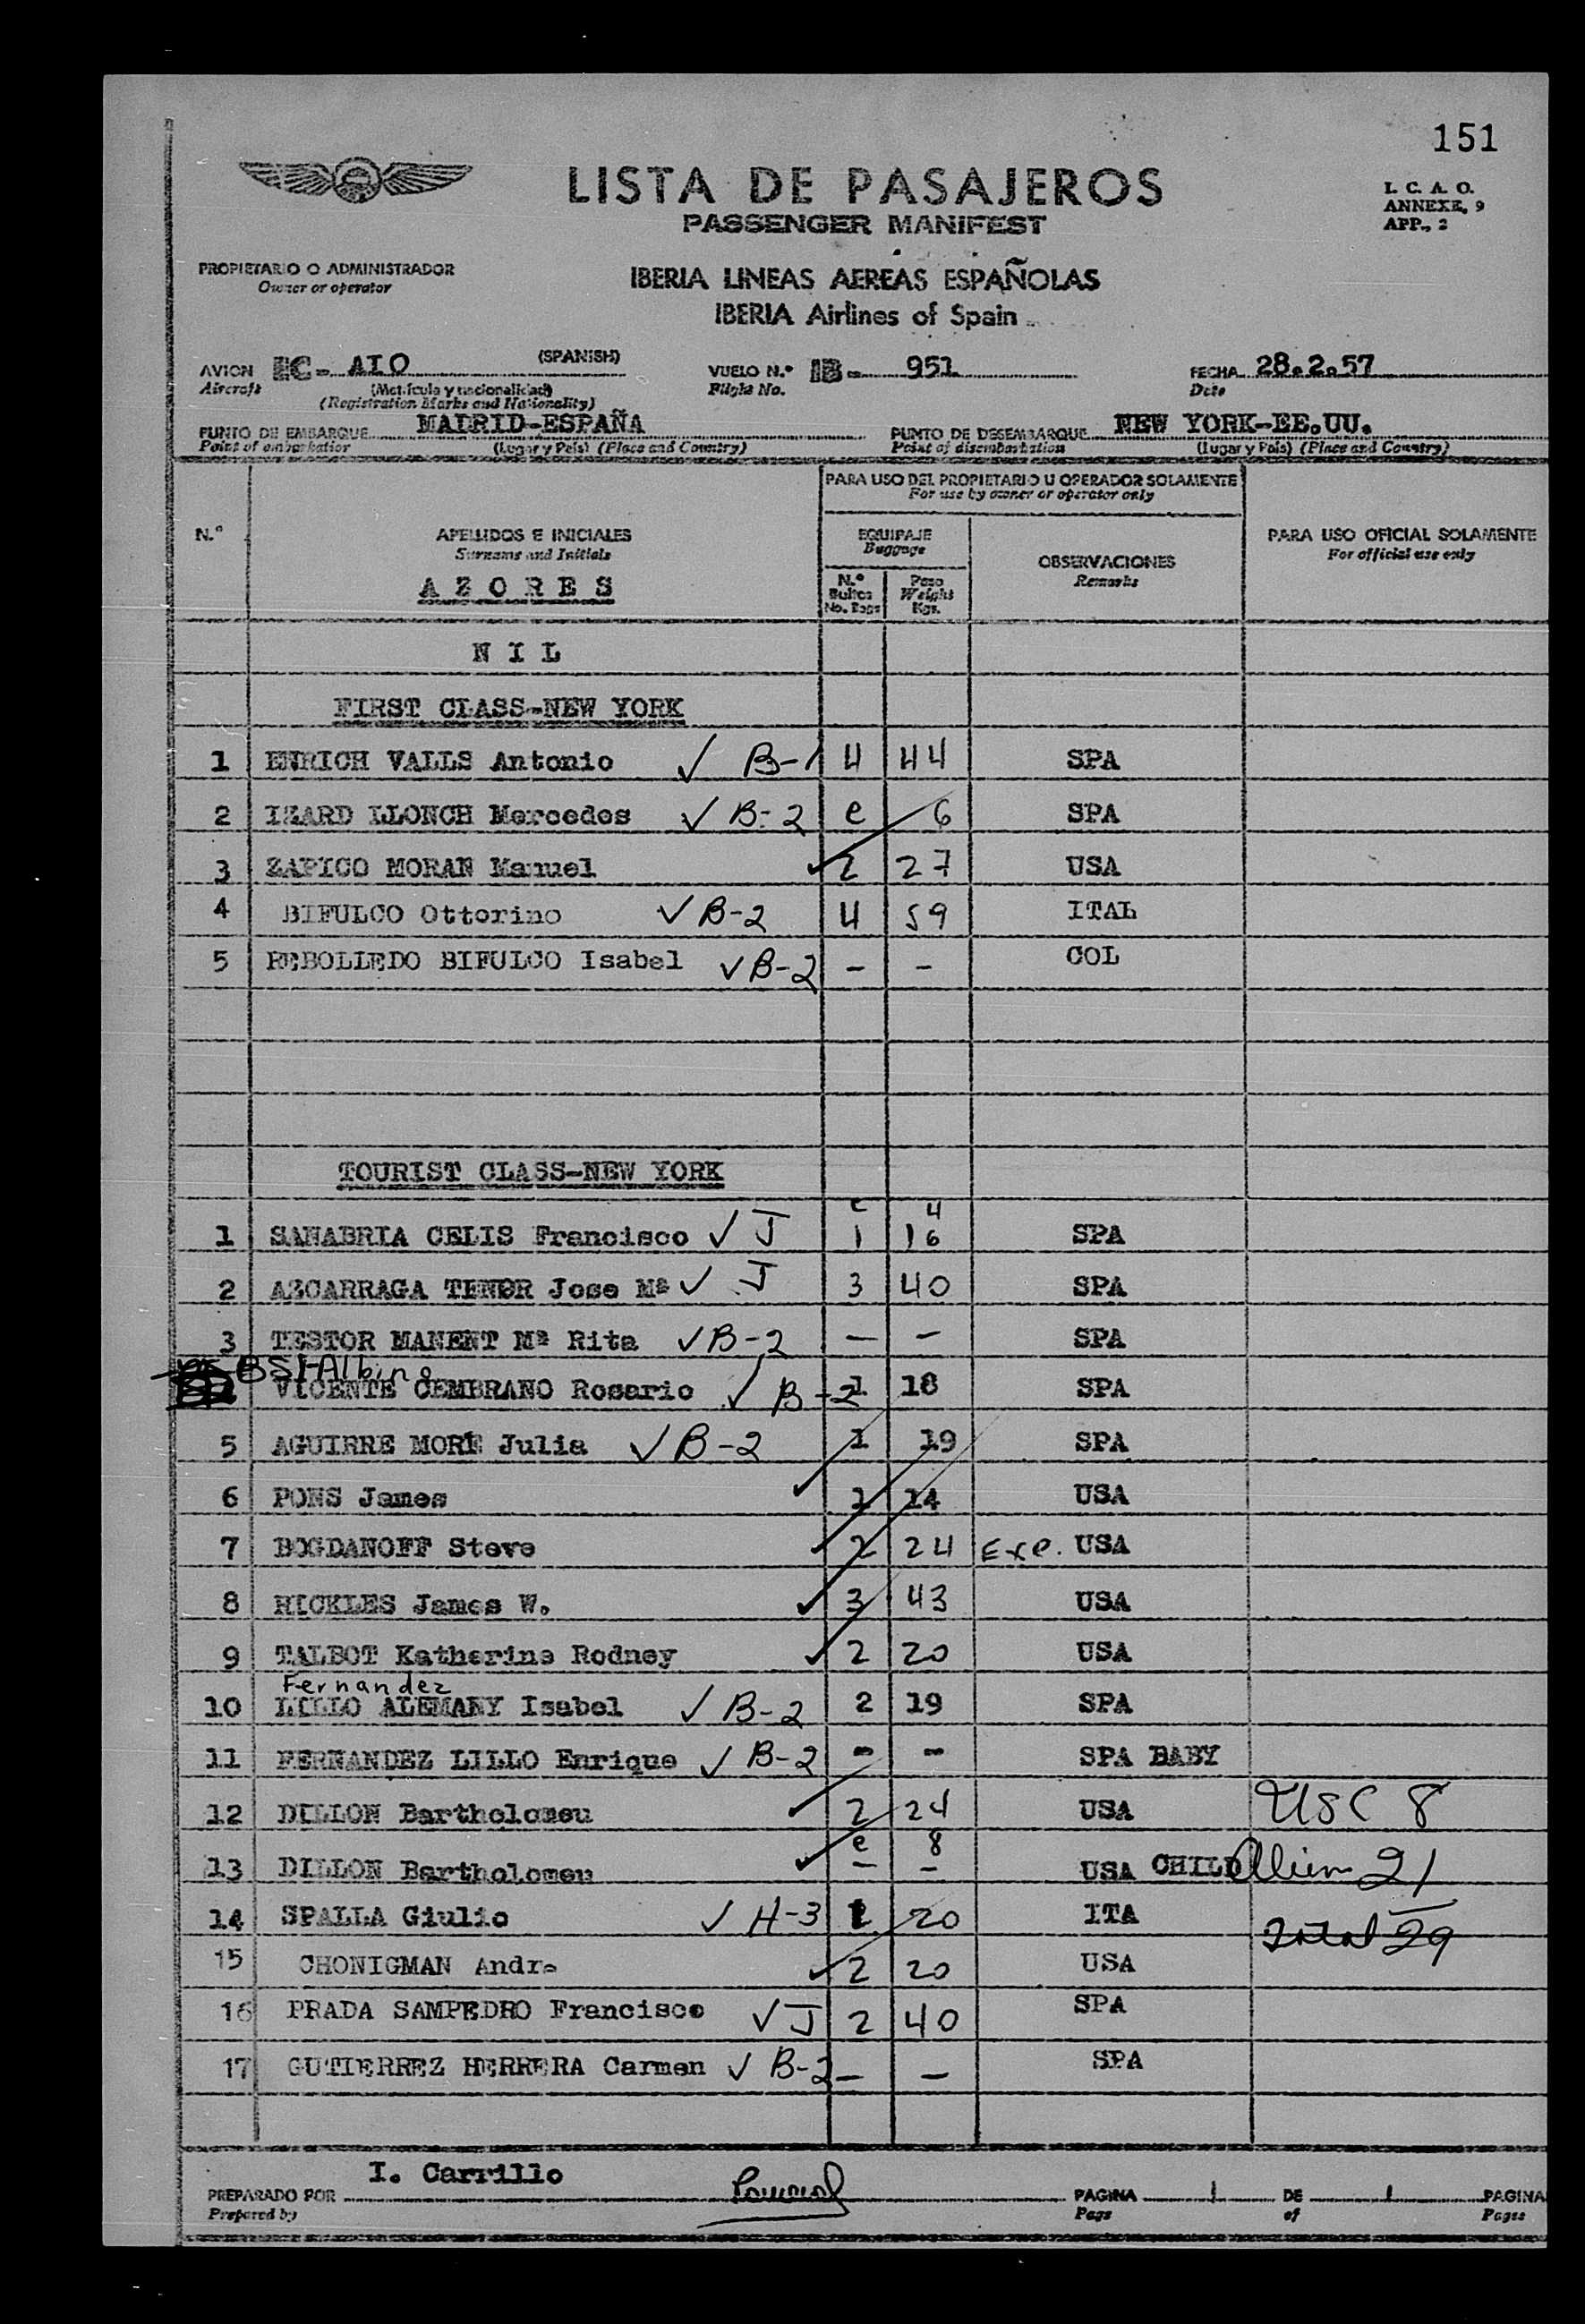 151
LISTA DE PASAJEROS
PASSENGER MANIFEST
I. C. A. O.
ANNEXE, 9
APP., 2
PROPIETARIO O ADMINISTRADOR
Owner or operator
IBERIA LINEAS AEREAS ESPAÑOLAS
IBERIA Airlines of Spain
AVION EC- AIO (SPANISH) VUELO N.º IB- 951 FECHA 28.2.57
Aircraft (Matrícula y nacionalidad) Flight No. Date
(Registration Marks and Nationality)
PUNTO DE EMBARQUE MADRID-ESPAÑA PUNTO DE DESEMBARQUE NEW YORK-EE.UU.
Point of embarkation (Lugar y País) (Place and Country) Point of disembarkation (Lugar y País) (Place and Country)
PARA USO DEL PROPIETARIO U OPERADOR SOLAMENTE
For use by owner or operator only
N.º APELLIDOS E INICIALES EQUIPAJE OBSERVACIONES PARA USO OFICIAL SOLAMENTE
Surname and Initials Baggage Remarks For official use only
AZORES N.º Bultos No. Bags Peso Weight Kgs.
NIL
FIRST CLASS-NEW YORK
1 ENRICH VALLS Antonio ✓ B-1 4 44 SPA
2 IZARD LLONCH Mercedes ✓ B-2 e 6 SPA
3 ZAPICO MORAN Manuel ✓ 2 27 USA
4 BIFULCO Ottorino ✓ B-2 4 59 ITAL
5 REBOLLEDO BIFULCO Isabel ✓ B-2 - - COL
TOURIST CLASS-NEW YORK
e 4
1 SANABRIA CELIS Francisco ✓ J 1 16 SPA
2 AZCARRAGA TENOR Jose Mª ✓ J 3 40 SPA
3 TESTOR MANENT Mª Rita ✓ B-2 - - SPA
Albino
VICENTE CEMBRANO Rosario ✓ B-2 1 18 SPA
5 AGUIRRE MORE Julia ✓ B-2 1 19 SPA
6 PONS James ✓ 1 14 USA
7 BOGDANOFF Steve ✓ 2 24 Exc. USA
8 RICKLES James W. ✓ 3 43 USA
9 TALBOT Katherine Rodney ✓ 2 20 USA
Fernandez
10 LILLO ALEMANY Isabel ✓ B-2 2 19 SPA
11 FERNANDEZ LILLO Enrique ✓ B-2 - - SPA BABY
12 DILLON Bartholomeu ✓ 2 24 USA USC 8
e 8
13 DILLON Bartholomeu ✓ - - USA CHILD Alien 21
14 SPALLA Giulio ✓ H-3 1 20 ITA Total 29
15 CHONIGMAN Andre ✓ 2 20 USA
16 PRADA SAMPEDRO Francisco ✓ J 2 40 SPA
17 GUTIERREZ HERRERA Carmen ✓ B-2 - - SPA
I. Carrillo
PREPARADO POR PAGINA 1 DE 1 PAGINA
Prepared by Page of Pages